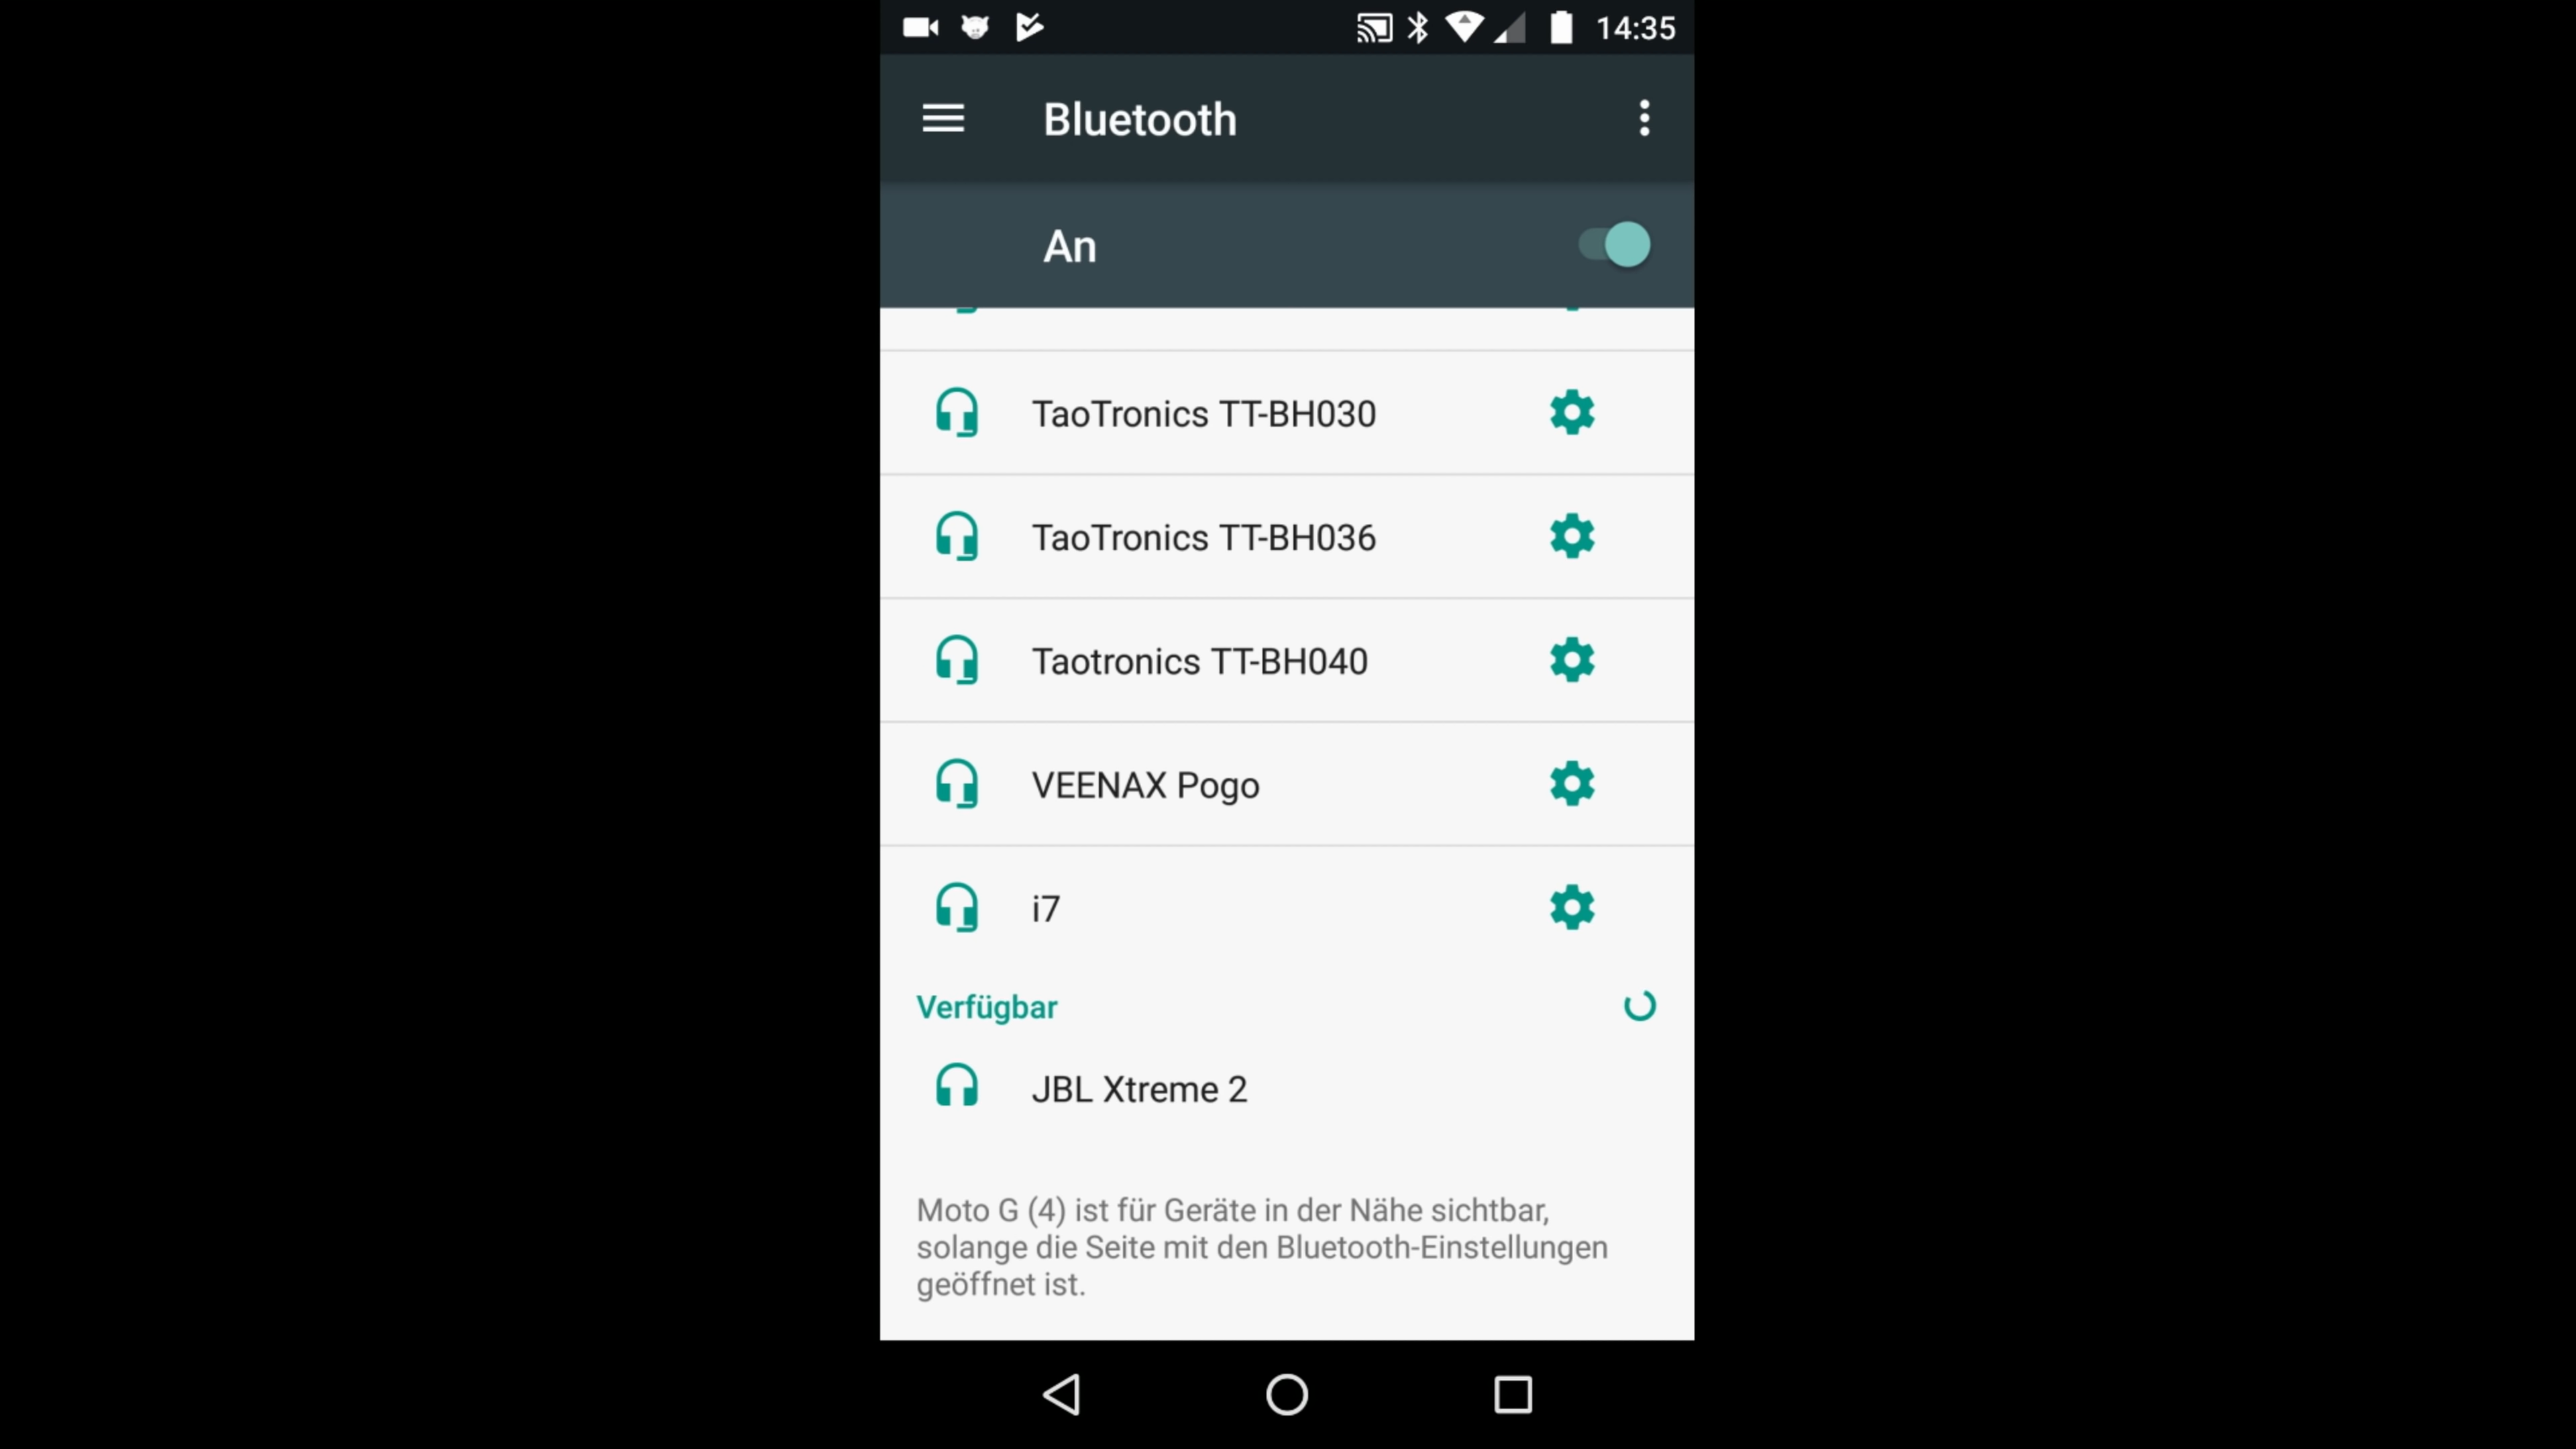 14:35
Bluetooth
An
TaoTronics TT-BH030
TaoTronics TT-BH036
Taotronics TT-BH040
VEENAX Pogo
i7
Verfügbar
JBL Xtreme 2
Moto G (4) ist für Geräte in der Nähe sichtbar,
solange die Seite mit den Bluetooth-Einstellungen
geöffnet ist.